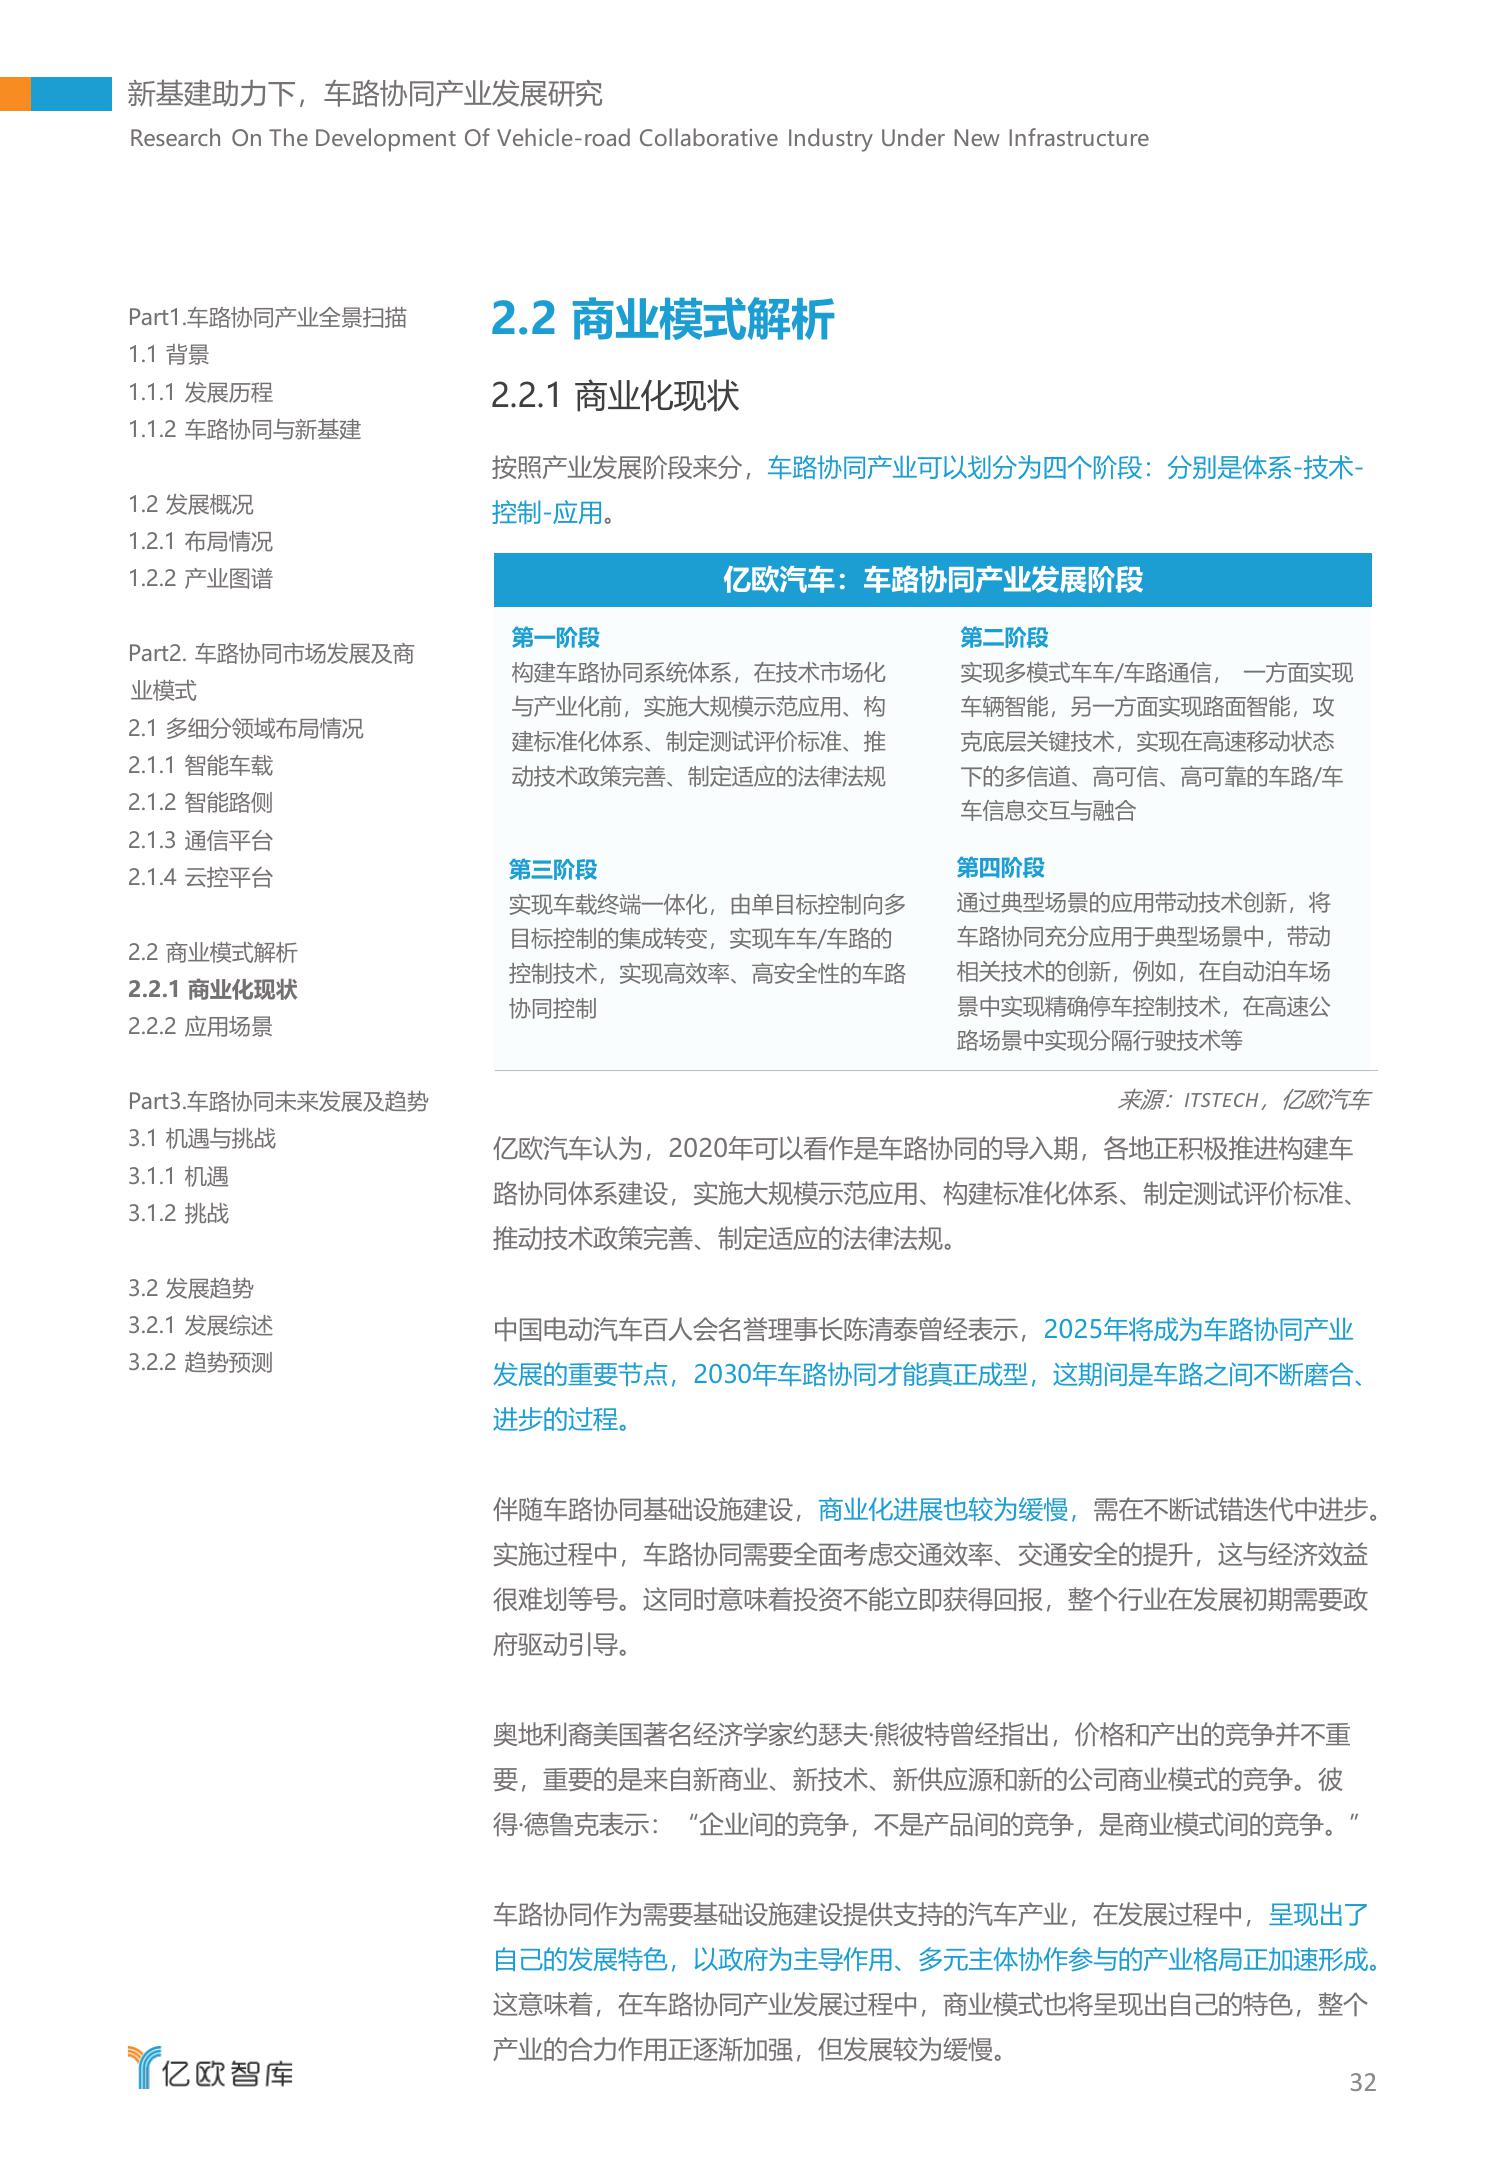 新基建助力下，车路协同产业发展研究
Research On The Development Of Vehicle-road Collaborative Industry Under New Infrastructure
Part1.车路协同产业全景扫描
1.1 背景
1.1.1 发展历程
1.1.2 车路协同与新基建
1.2 发展概况
1.2.1 布局情况
1.2.2 产业图谱
Part2. 车路协同市场发展及商
业模式
2.1 多细分领域布局情况
2.1.1 智能车载
2.1.2 智能路侧
2.1.3 通信平台
2.1.4 云控平台
2.2 商业模式解析
2.2.1 商业化现状
2.2.2 应用场景
Part3.车路协同未来发展及趋势
3.1 机遇与挑战
3.1.1 机遇
3.1.2 挑战
3.2 发展趋势
3.2.1 发展综述
3.2.2 趋势预测
2.2 商业模式解析
2.2.1 商业化现状
按照产业发展阶段来分，车路协同产业可以划分为四个阶段：分别是体系-技术-
控制-应用。
亿欧汽车：车路协同产业发展阶段
第一阶段
构建车路协同系统体系，在技术市场化
与产业化前，实施大规模示范应用、构
建标准化体系、制定测试评价标准、推
动技术政策完善、制定适应的法律法规
第二阶段
实现多模式车车/车路通信， 一方面实现
车辆智能，另一方面实现路面智能，攻
克底层关键技术，实现在高速移动状态
下的多信道、高可信、高可靠的车路/车
车信息交互与融合
第三阶段
实现车载终端一体化，由单目标控制向多
目标控制的集成转变，实现车车/车路的
控制技术，实现高效率、高安全性的车路
协同控制
第四阶段
通过典型场景的应用带动技术创新，将
车路协同充分应用于典型场景中，带动
相关技术的创新，例如，在自动泊车场
景中实现精确停车控制技术，在高速公
路场景中实现分隔行驶技术等
来源：ITSTECH，亿欧汽车
亿欧汽车认为，2020年可以看作是车路协同的导入期，各地正积极推进构建车
路协同体系建设，实施大规模示范应用、构建标准化体系、制定测试评价标准、
推动技术政策完善、制定适应的法律法规。
中国电动汽车百人会名誉理事长陈清泰曾经表示，2025年将成为车路协同产业
发展的重要节点，2030年车路协同才能真正成型，这期间是车路之间不断磨合、
进步的过程。
伴随车路协同基础设施建设，商业化进展也较为缓慢，需在不断试错迭代中进步。
实施过程中，车路协同需要全面考虑交通效率、交通安全的提升，这与经济效益
很难划等号。这同时意味着投资不能立即获得回报，整个行业在发展初期需要政
府驱动引导。
奥地利裔美国著名经济学家约瑟夫·熊彼特曾经指出，价格和产出的竞争并不重
要，重要的是来自新商业、新技术、新供应源和新的公司商业模式的竞争。彼
得·德鲁克表示：“企业间的竞争，不是产品间的竞争，是商业模式间的竞争。”
车路协同作为需要基础设施建设提供支持的汽车产业，在发展过程中，呈现出了
自己的发展特色，以政府为主导作用、多元主体协作参与的产业格局正加速形成。
这意味着，在车路协同产业发展过程中，商业模式也将呈现出自己的特色，整个
产业的合力作用正逐渐加强，但发展较为缓慢。
亿欧智库
32